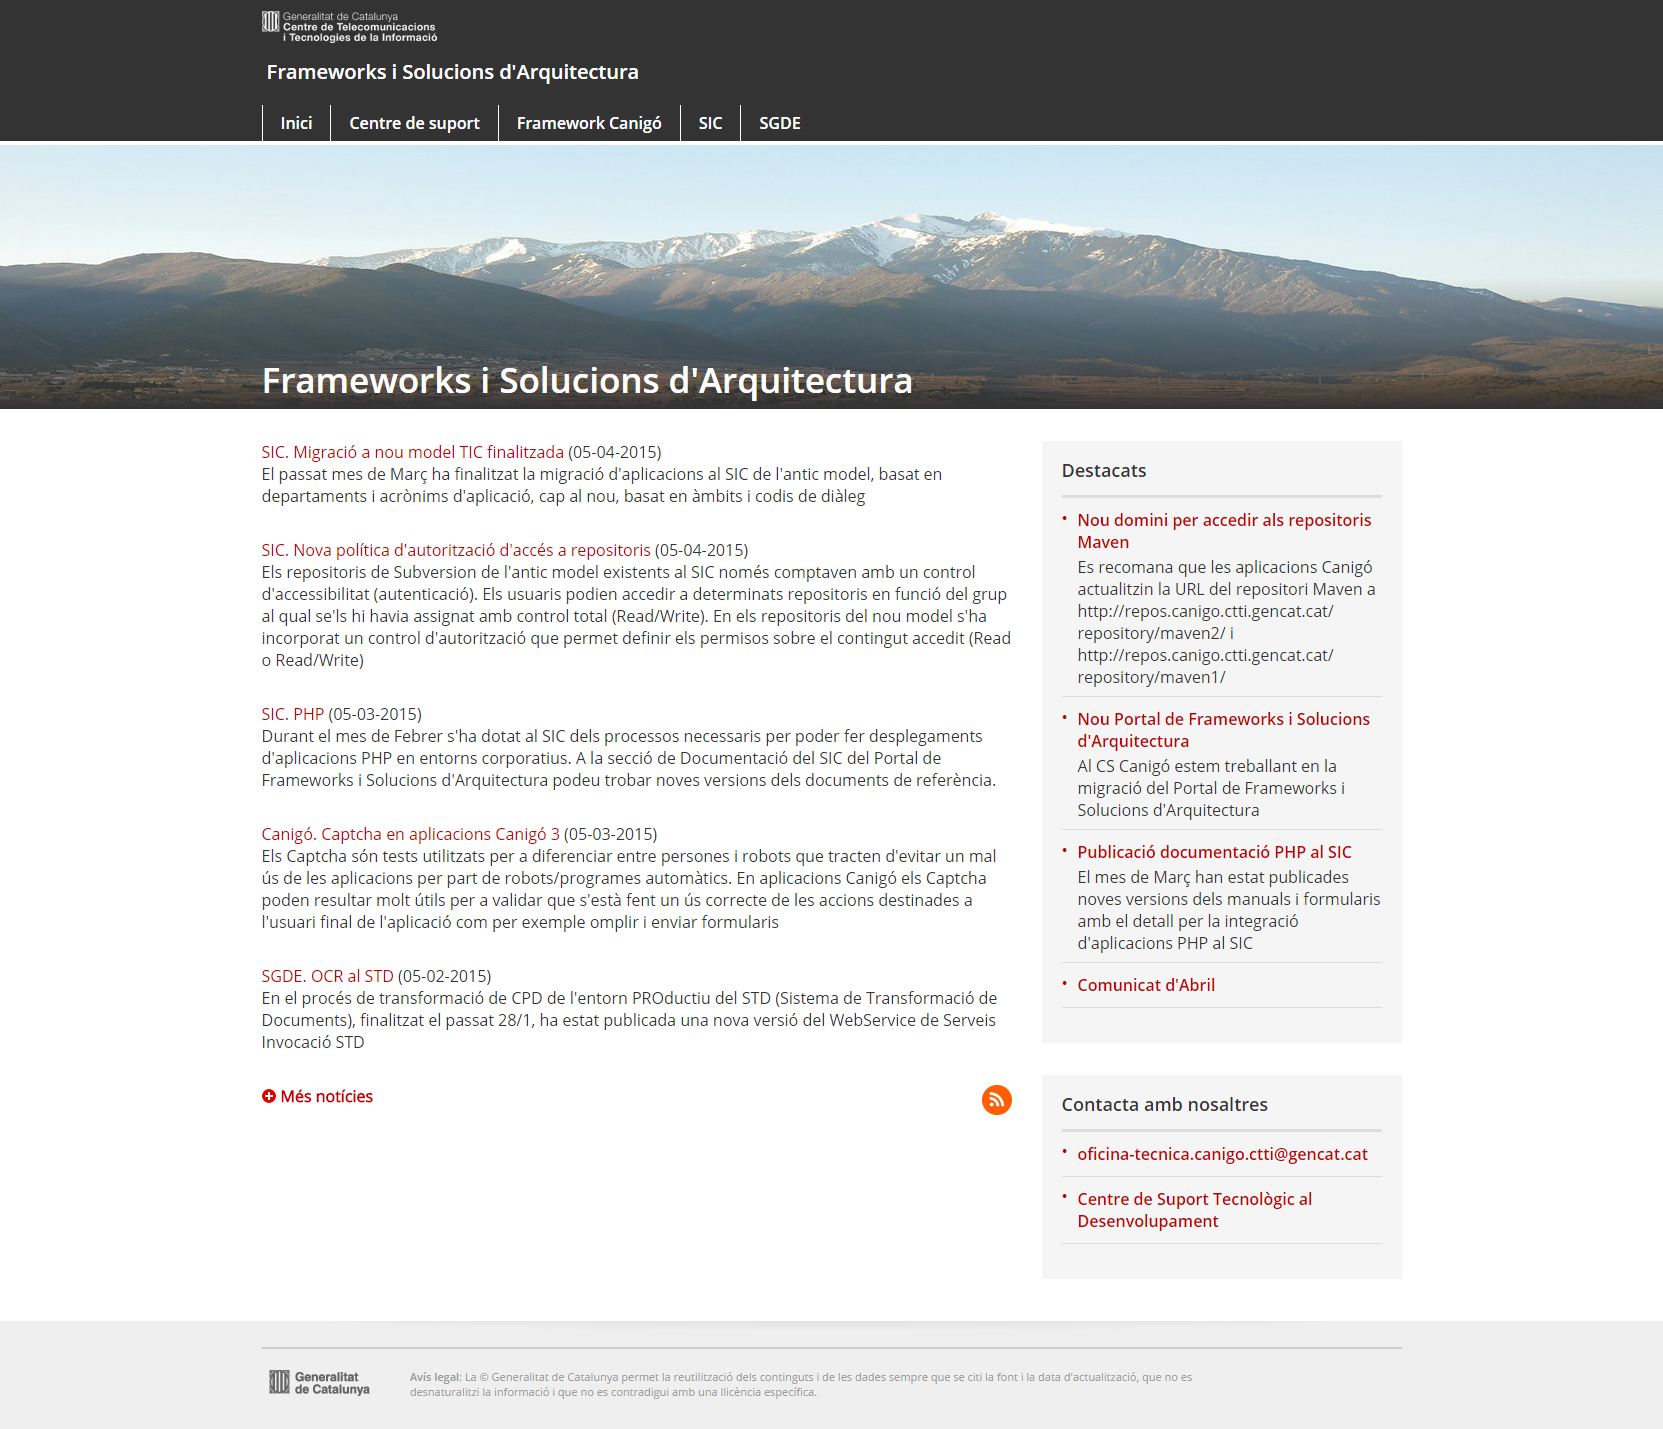 Generalitat de Catalunya
Centre de Telecomunicacions
i Tecnologies de la Informació
Frameworks i Solucions d'Arquitectura
Inici
Centre de suport
Framework Canigó
SIC
SGDE
Frameworks i Solucions d'Arquitectura
SIC. Migració a nou model TIC finalitzada (05-04-2015)
El passat mes de Març ha finalitzat la migració d'aplicacions al SIC de l'antic model, basat en
departaments i acrònims d'aplicació, cap al nou, basat en àmbits i codis de diàleg
SIC. Nova política d'autorització d'accés a repositoris (05-04-2015)
Els repositoris de Subversion de l'antic model existents al SIC només comptaven amb un control
d'accessibilitat (autenticació). Els usuaris podien accedir a determinats repositoris en funció del grup
al qual se'ls hi havia assignat amb control total (Read/Write). En els repositoris del nou model s'ha
incorporat un control d'autorització que permet definir els permisos sobre el contingut accedit (Read
o Read/Write)
SIC. PHP (05-03-2015)
Durant el mes de Febrer s'ha dotat al SIC dels processos necessaris per poder fer desplegaments
d'aplicacions PHP en entorns corporatius. A la secció de Documentació del SIC del Portal de
Frameworks i Solucions d'Arquitectura podeu trobar noves versions dels documents de referència.
Canigó. Captcha en aplicacions Canigó 3 (05-03-2015)
Els Captcha són tests utilitzats per a diferenciar entre persones i robots que tracten d'evitar un mal
ús de les aplicacions per part de robots/programes automàtics. En aplicacions Canigó els Captcha
poden resultar molt útils per a validar que s'està fent un ús correcte de les accions destinades a
l'usuari final de l'aplicació com per exemple omplir i enviar formularis
SGDE. OCR al STD (05-02-2015)
En el procés de transformació de CPD de l'entorn PROductiu del STD (Sistema de Transformació de
Documents), finalitzat el passat 28/1, ha estat publicada una nova versió del WebService de Serveis
Invocació STD
Més notícies
Destacats
• Nou domini per accedir als repositoris
Maven
Es recomana que les aplicacions Canigó
actualitzin la URL del repositori Maven a
http://repos.canigo.ctti.gencat.cat/
repository/maven2/ i
http://repos.canigo.ctti.gencat.cat/
repository/maven1/
• Nou Portal de Frameworks i Solucions
d'Arquitectura
Al CS Canigó estem treballant en la
migració del Portal de Frameworks i
Solucions d'Arquitectura
• Publicació documentació PHP al SIC
El mes de Març han estat publicades
noves versions dels manuals i formularis
amb el detall per la integració
d'aplicacions PHP al SIC
• Comunicat d'Abril
Contacta amb nosaltres
• oficina-tecnica.canigo.ctti@gencat.cat
• Centre de Suport Tecnològic al
Desenvolupament
Generalitat
de Catalunya
Avís legal: La © Generalitat de Catalunya permet la reutilització dels continguts i de les dades sempre que se citi la font i la data d'actualització, que no es
desnaturalitzi la informació i que no es contradigui amb una llicència específica.